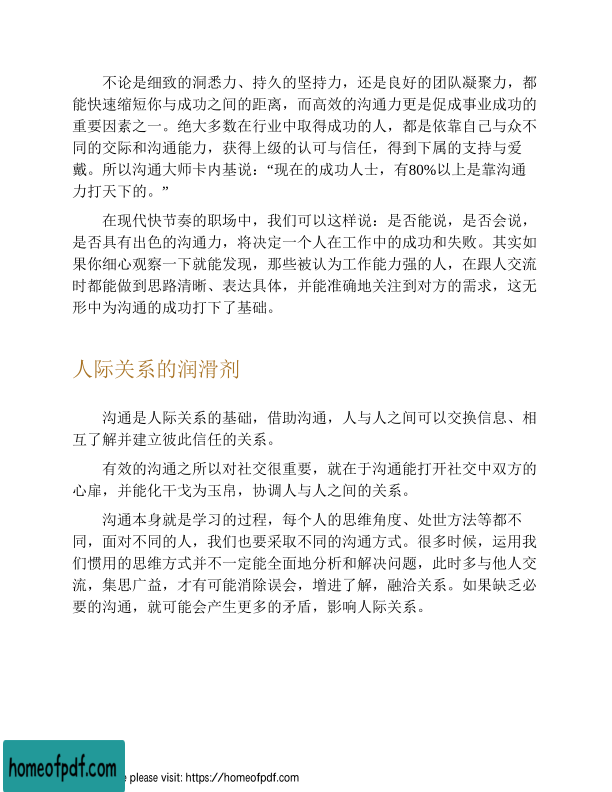 不论是细致的洞悉力、持久的坚持力，还是良好的团队凝聚力，都
能快速缩短你与成功之间的距离，而高效的沟通力更是促成事业成功的
重要因素之一。绝大多数在行业中取得成功的人，都是依靠自己与众不
同的交际和沟通能力，获得上级的认可与信任，得到下属的支持与爱
戴。所以沟通大师卡内基说：“现在的成功人士，有80%以上是靠沟通
力打天下的。”
在现代快节奏的职场中，我们可以这样说：是否能说，是否会说，
是否具有出色的沟通力，将决定一个人在工作中的成功和失败。其实如
果你细心观察一下就能发现，那些被认为工作能力强的人，在跟人交流
时都能做到思路清晰、表达具体，并能准确地关注到对方的需求，这无
形中为沟通的成功打下了基础。
人际关系的润滑剂
沟通是人际关系的基础，借助沟通，人与人之间可以交换信息、相
互了解并建立彼此信任的关系。
有效的沟通之所以对社交很重要，就在于沟通能打开社交中双方的
心扉，并能化干戈为玉帛，协调人与人之间的关系。
沟通本身就是学习的过程，每个人的思维角度、处世方法等都不
同，面对不同的人，我们也要采取不同的沟通方式。很多时候，运用我
们惯用的思维方式并不一定能全面地分析和解决问题，此时多与他人交
流，集思广益，才有可能消除误会，增进了解，融洽关系。如果缺乏必
要的沟通，就可能会产生更多的矛盾，影响人际关系。
homeofpdf.com
please visit: https://homeofpdf.com